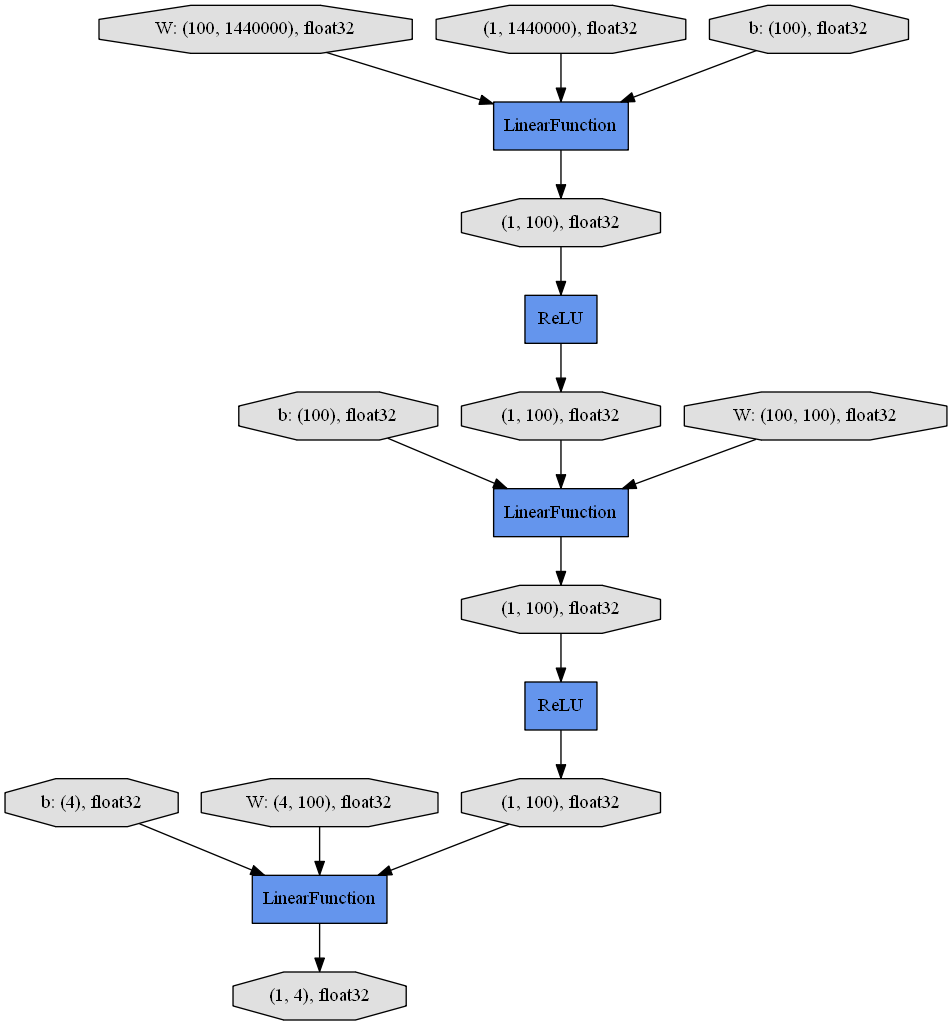 W: (100, 1440000), float32
(1, 1440000), float32
b: (100), float32
LinearFunction
(1, 100), float32
ReLU
b: (100), float32
(1, 100), float32
W: (100, 100), float32
LinearFunction
(1, 100), float32
ReLU
b: (4), float32
W: (4, 100), float32
(1, 100), float32
LinearFunction
(1, 4), float32